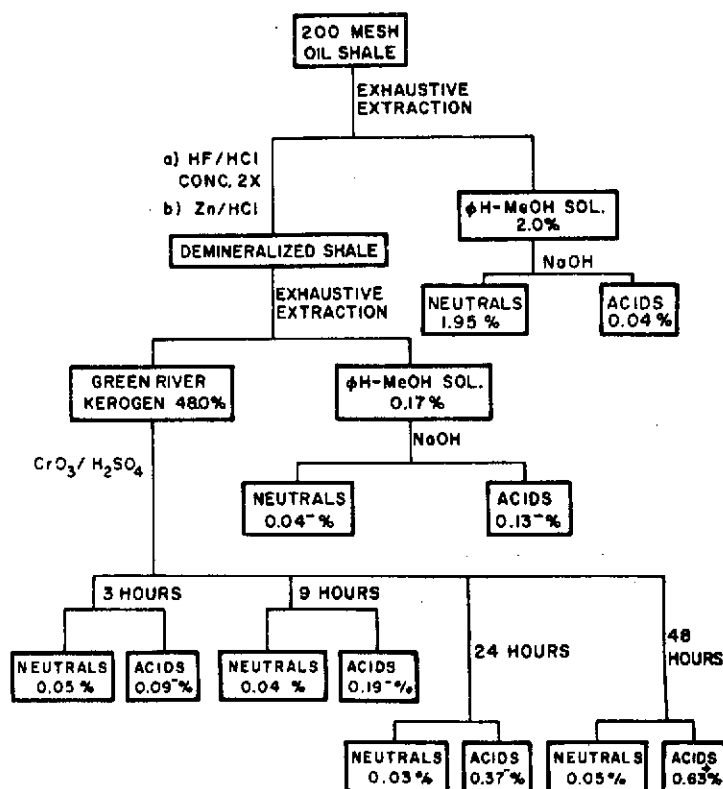 200 MESH
OIL SHALE
EXHAUSTIVE
EXTRACTION
a) HF/HCl
CONC. 2X
b) Zn/HCl
ϕH-MeOH SOL.
2.0%
DEMINERALIZED SHALE
NaOH
NEUTRALS
1.95 %
ACIDS
0.04%
EXHAUSTIVE
EXTRACTION
GREEN RIVER
KEROGEN 48.0%
ϕH-MeOH SOL.
0.17%
CrO₃/H₂SO₄
NaOH
NEUTRALS
0.04⁻%
ACIDS
0.13⁻%
3 HOURS
9 HOURS
24 HOURS
48
HOURS
NEUTRALS
0.05%
ACIDS
0.09⁻%
NEUTRALS
0.04 %
ACIDS
0.19⁻%
NEUTRALS
0.03%
ACIDS
0.37⁻%
NEUTRALS
0.05%
ACIDS
0.63⁺%